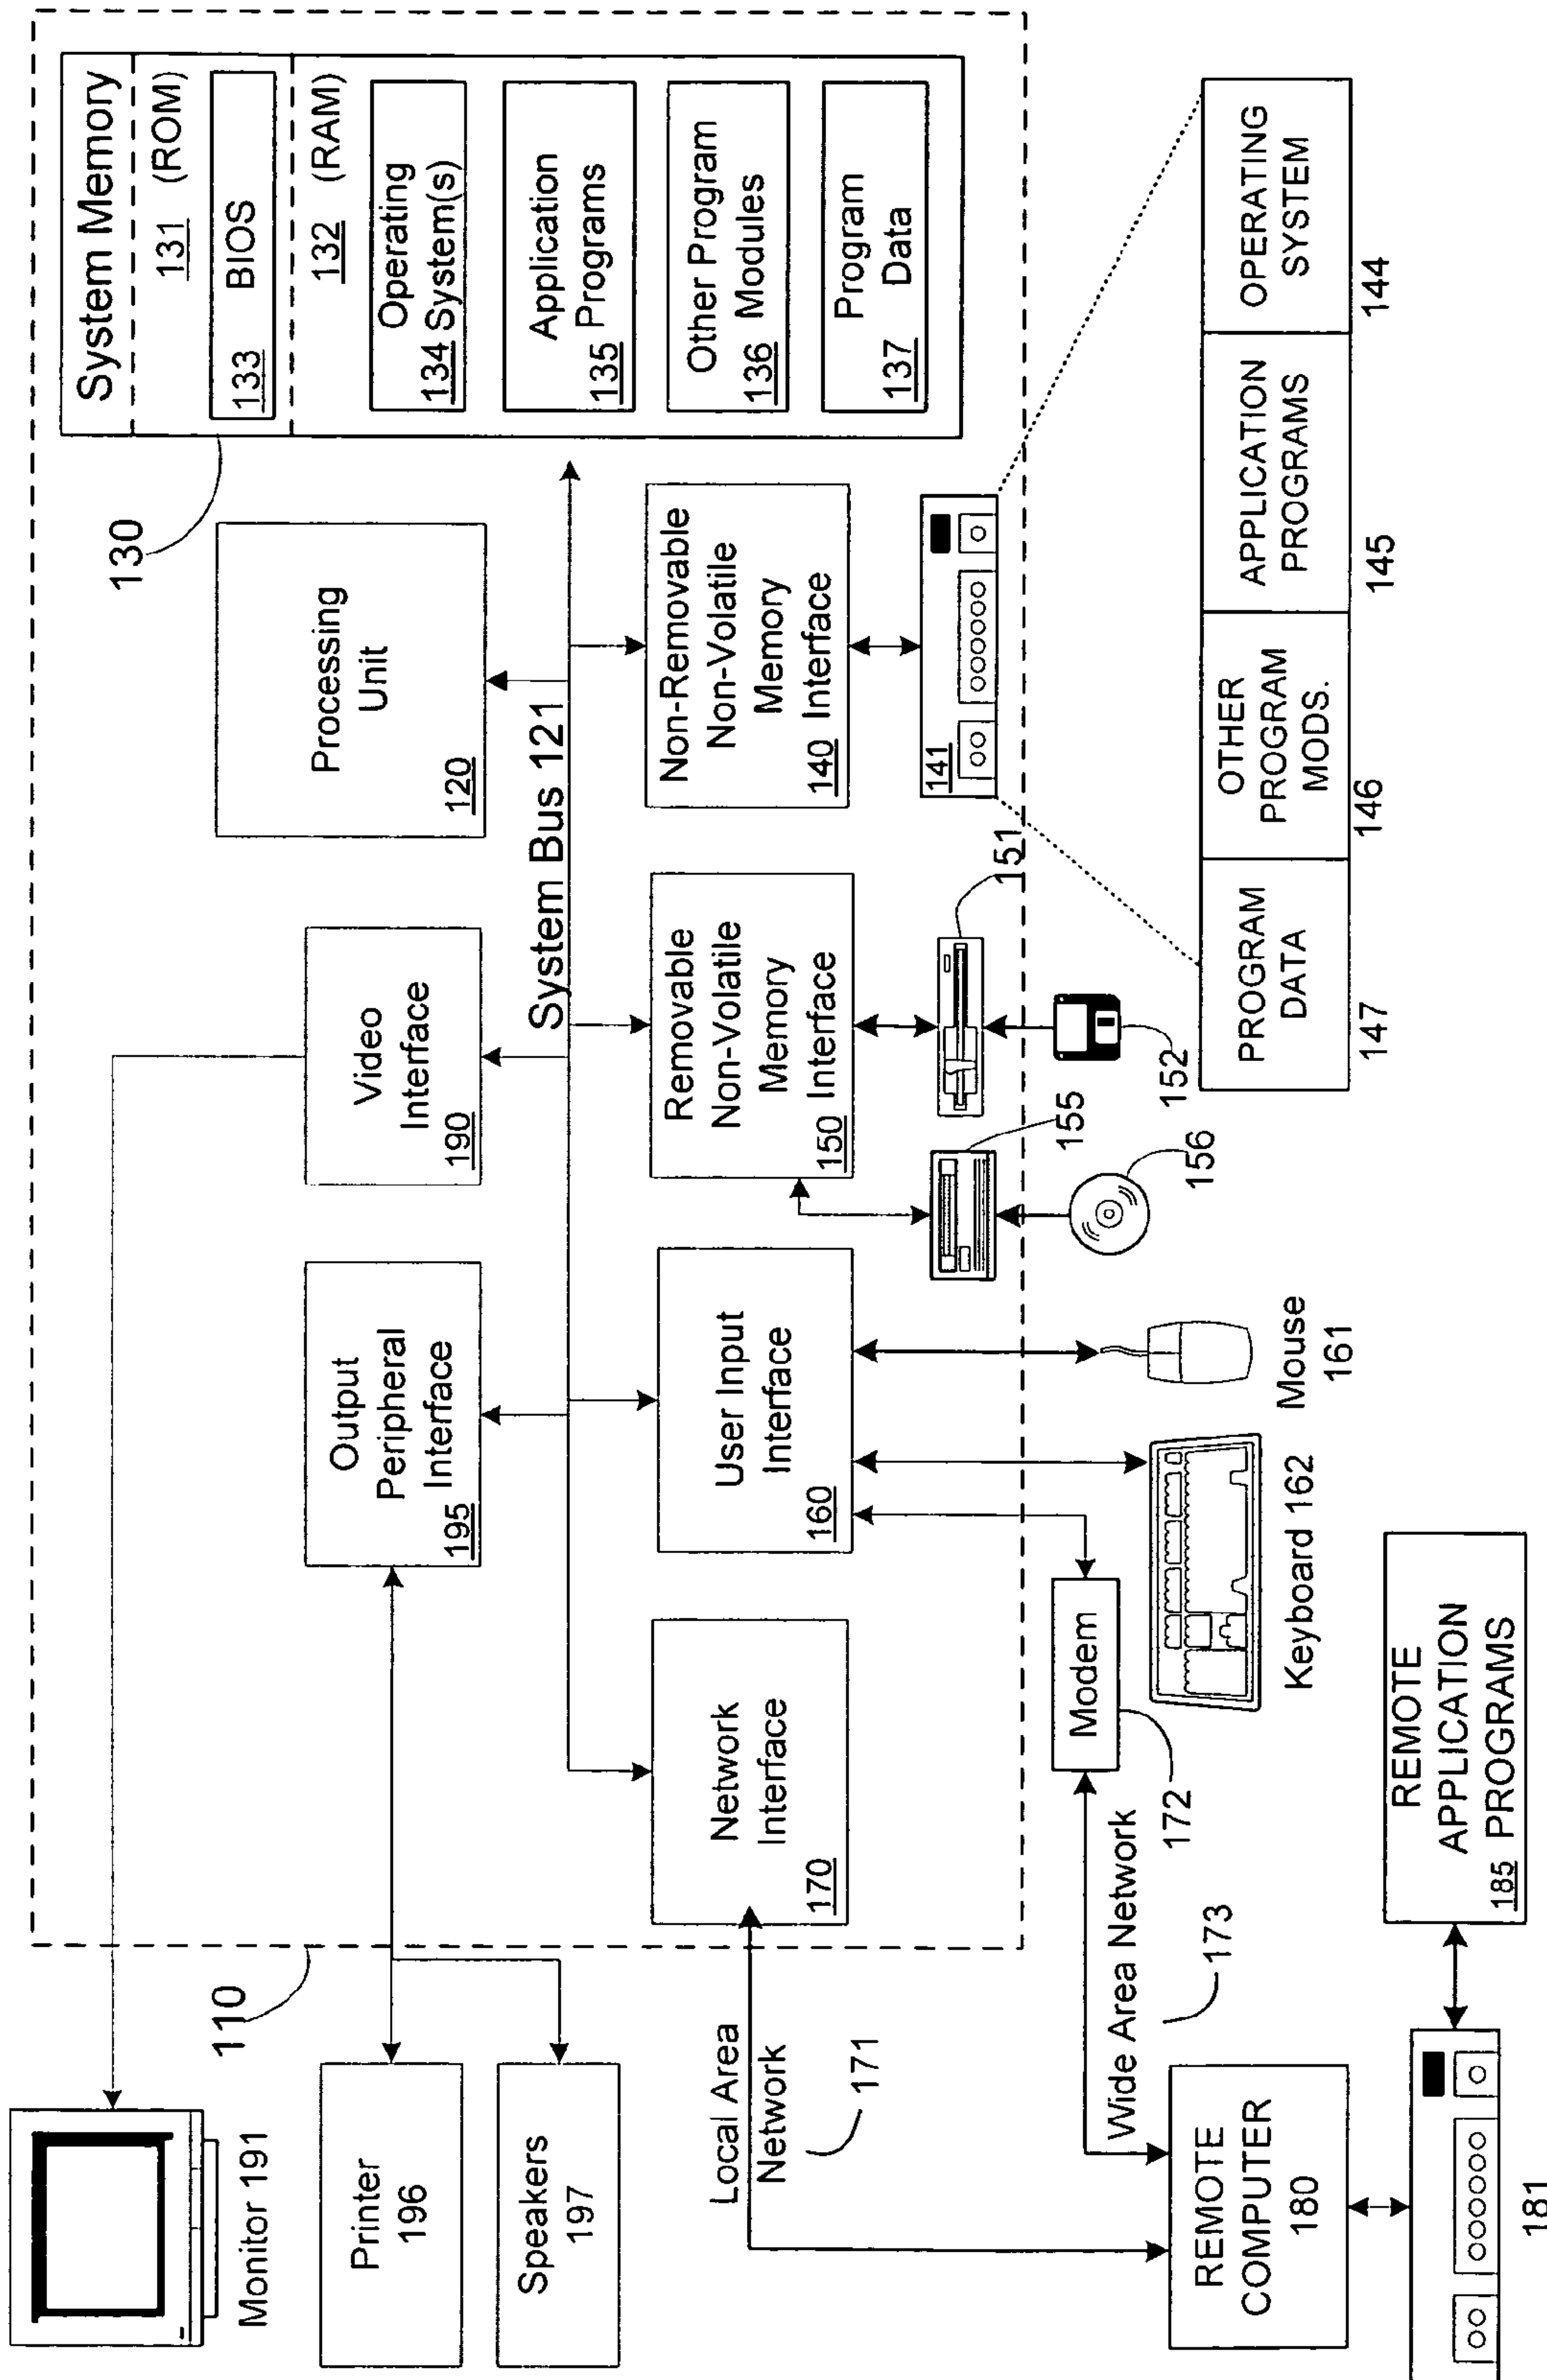 System Memory
131 (ROM)
133 BIOS
132 (RAM)
Operating
134 System(s)
Application
135 Programs
Other Program
136 Modules
Program
137 Data
130
Processing
Unit
120
Video
Interface
190
Output
Peripheral
Interface
195
110
Monitor 191
Printer
196
Speakers
197
System Bus 121
Non-Removable
Non-Volatile
Memory
140 Interface
Removable
Non-Volatile
Memory
150 Interface
User Input
Interface
160
Network
Interface
170
Local Area
Network
171
141
151
152
155
156
Mouse
161
Keyboard 162
Modem
172
Wide Area Network
173
OPERATING
SYSTEM
144
APPLICATION
PROGRAMS
145
OTHER
PROGRAM
MODS.
146
PROGRAM
DATA
147
REMOTE
COMPUTER
180
181
REMOTE
APPLICATION
185 PROGRAMS